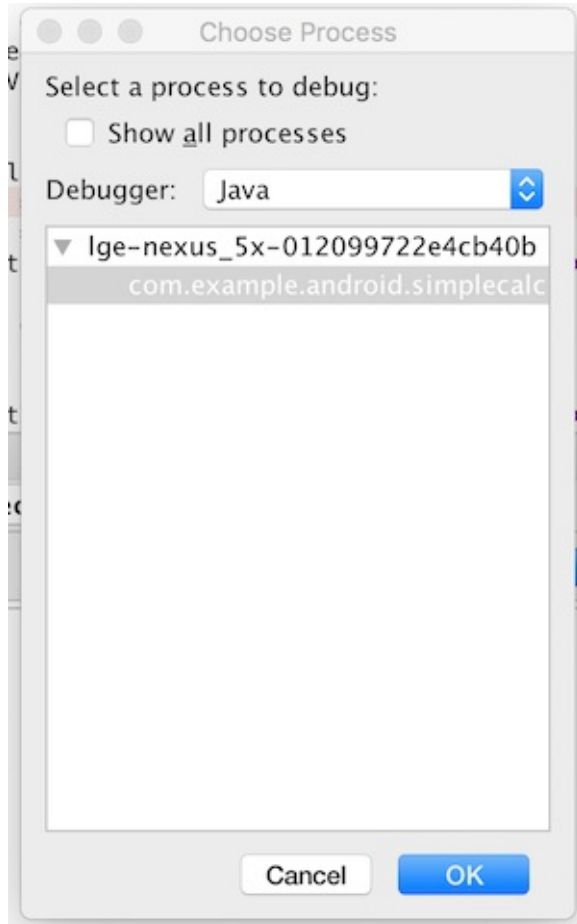 Choose Process
Select a process to debug:
Show all processes
Debugger: Java
lge-nexus_5x-012099722e4cb40b
com.example.android.simplecalc
Cancel OK